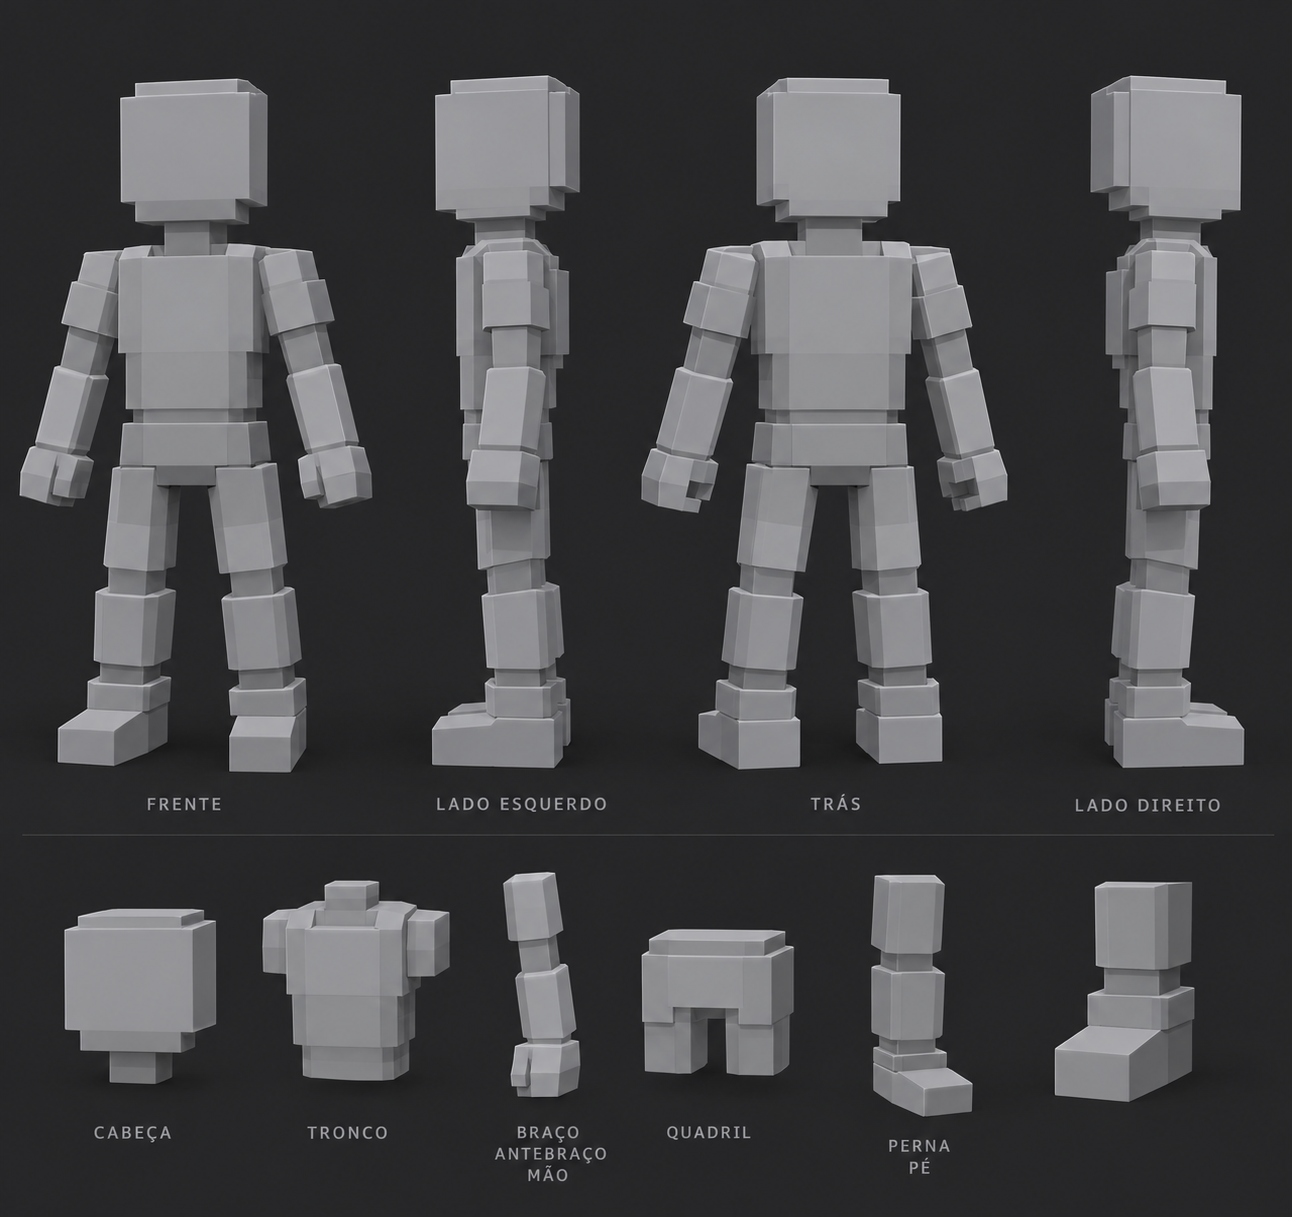 FRENTE
LADO ESQUERDO
TRÁS
LADO DIREITO
CABEÇA
TRONCO
BRAÇO
ANTEBRAÇO
MÃO
QUADRIL
PERNA
PÉ